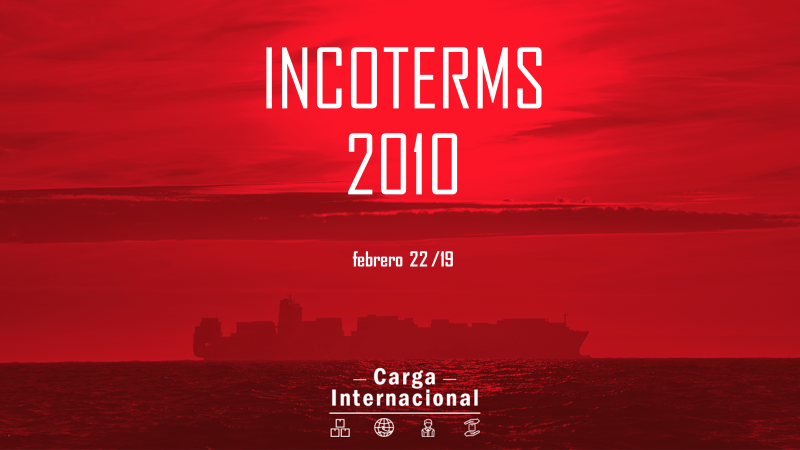 INCOTERMS
2010
febrero 22/19
Carga
Internacional